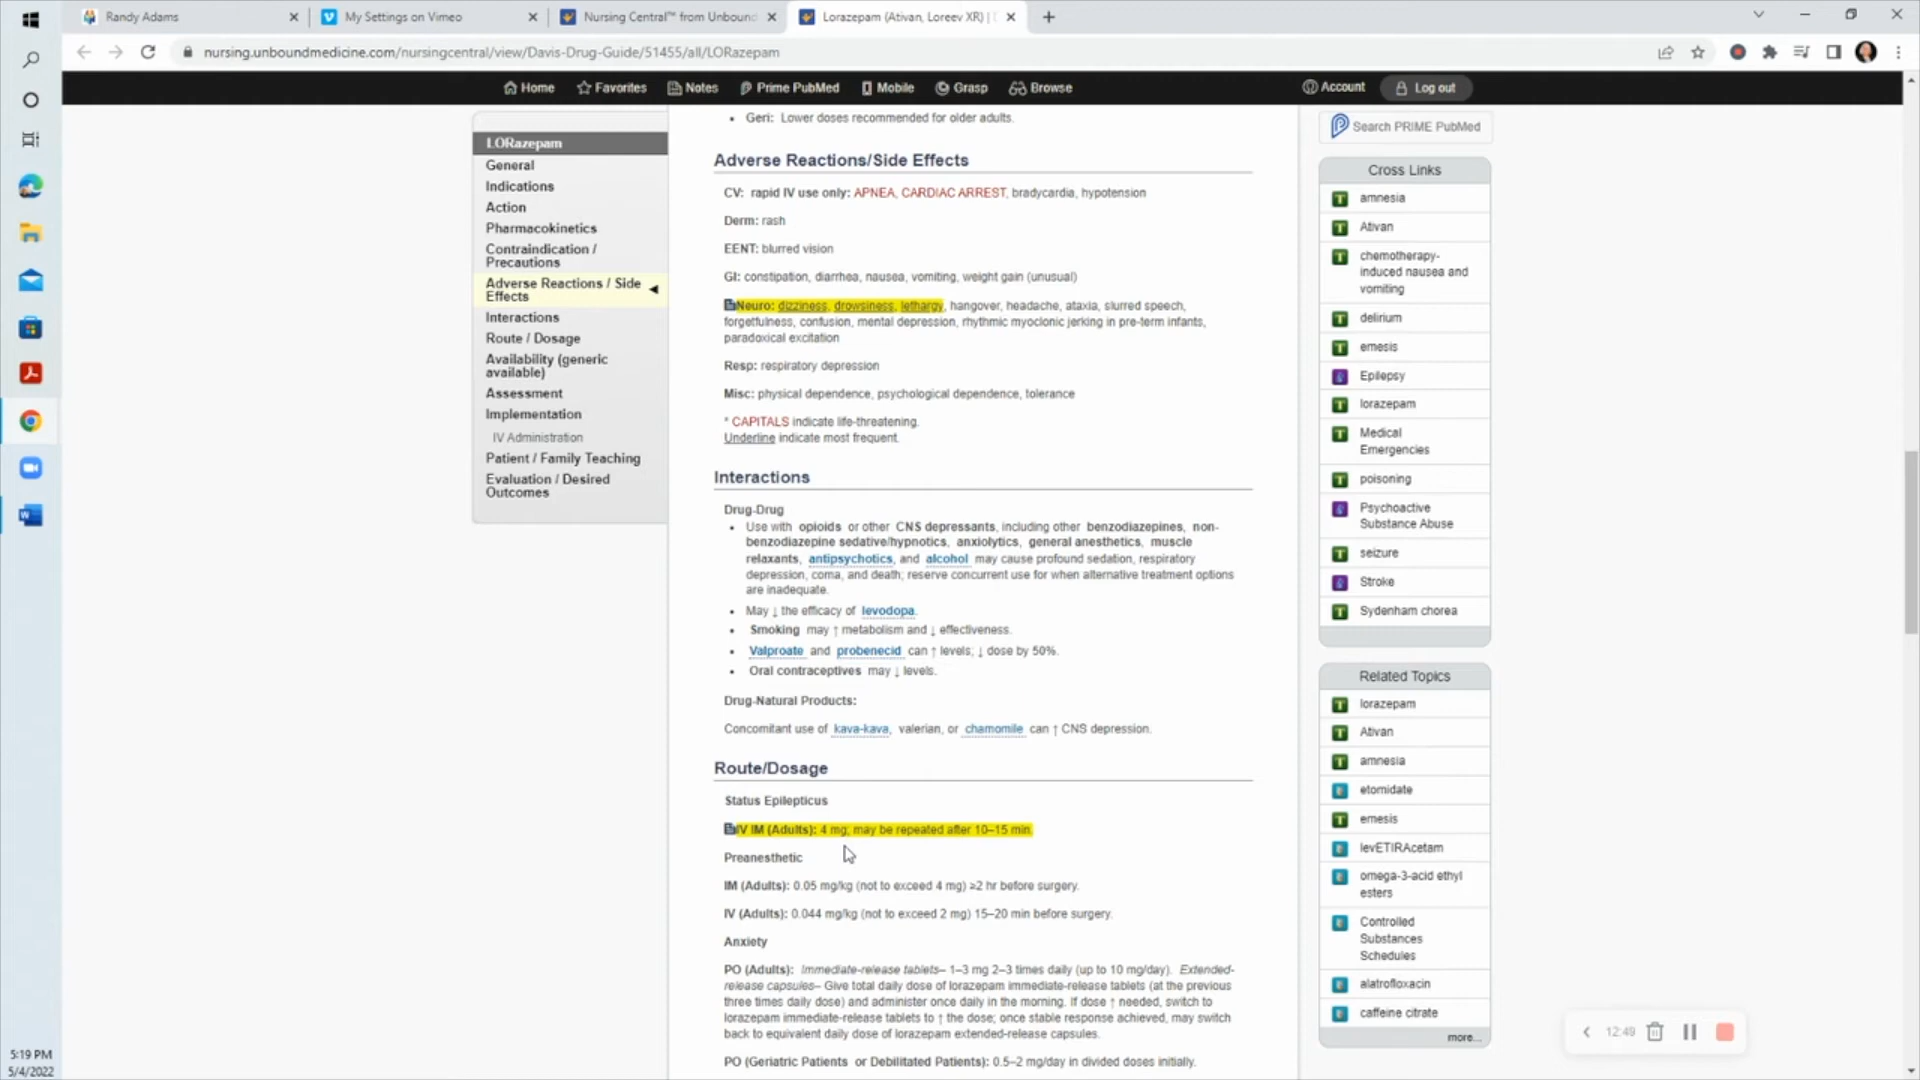 Randy Adams
My Settings on Vimeo
Nursing Central™ from Unbound
Lorazepam (Ativan, Loreev XR) |
nursing.unboundmedicine.com/nursingcentral/view/Davis-Drug-Guide/51455/all/LORazepam
Home
Favorites
Notes
Prime PubMed
Mobile
Grasp
Browse
Account
Log out
LORazepam
General
Indications
Action
Pharmacokinetics
Contraindication /
Precautions
Adverse Reactions / Side
Effects
Interactions
Route / Dosage
Availability (generic
available)
Assessment
Implementation
IV Administration
Patient / Family Teaching
Evaluation / Desired
Outcomes
• Geri: Lower doses recommended for older adults.
Adverse Reactions/Side Effects
CV: rapid IV use only: APNEA, CARDIAC ARREST, bradycardia, hypotension
Derm: rash
EENT: blurred vision
GI: constipation, diarrhea, nausea, vomiting, weight gain (unusual)
Neuro: dizziness, drowsiness, lethargy, hangover, headache, ataxia, slurred speech,
forgetfulness, confusion, mental depression, rhythmic myoclonic jerking in pre-term infants,
paradoxical excitation
Resp: respiratory depression
Misc: physical dependence, psychological dependence, tolerance
* CAPITALS indicate life-threatening.
Underline indicate most frequent.
Interactions
Drug-Drug
• Use with opioids or other CNS depressants, including other benzodiazepines, non-
benzodiazepine sedative/hypnotics, anxiolytics, general anesthetics, muscle
relaxants, antipsychotics, and alcohol may cause profound sedation, respiratory
depression, coma, and death; reserve concurrent use for when alternative treatment options
are inadequate.
• May ↓ the efficacy of levodopa.
• Smoking may ↑ metabolism and ↓ effectiveness.
• Valproate and probenecid can ↑ levels; ↓ dose by 50%.
• Oral contraceptives may ↓ levels.
Drug-Natural Products:
Concomitant use of kava-kava, valerian, or chamomile can ↑ CNS depression.
Route/Dosage
Status Epilepticus
IV IM (Adults): 4 mg; may be repeated after 10–15 min.
Preanesthetic
IM (Adults): 0.05 mg/kg (not to exceed 4 mg) ≥2 hr before surgery.
IV (Adults): 0.044 mg/kg (not to exceed 2 mg) 15–20 min before surgery.
Anxiety
PO (Adults): Immediate-release tablets– 1–3 mg 2–3 times daily (up to 10 mg/day). Extended-
release capsules– Give total daily dose of lorazepam immediate-release tablets (at the previous
three times daily dose) and administer once daily in the morning. If dose ↑ needed, switch to
lorazepam immediate-release tablets to ↑ the dose; once stable response achieved, may switch
back to equivalent daily dose of lorazepam extended-release capsules.
PO (Geriatric Patients or Debilitated Patients): 0.5–2 mg/day in divided doses initially.
Search PRIME PubMed
Cross Links
amnesia
Ativan
chemotherapy-
induced nausea and
vomiting
delirium
emesis
Epilepsy
lorazepam
Medical
Emergencies
poisoning
Psychoactive
Substance Abuse
seizure
Stroke
Sydenham chorea
Related Topics
lorazepam
Ativan
amnesia
etomidate
emesis
levETIRAcetam
omega-3-acid ethyl
esters
Controlled
Substances
Schedules
alatrofloxacin
caffeine citrate
more...
12:49
5:19 PM
5/4/2022